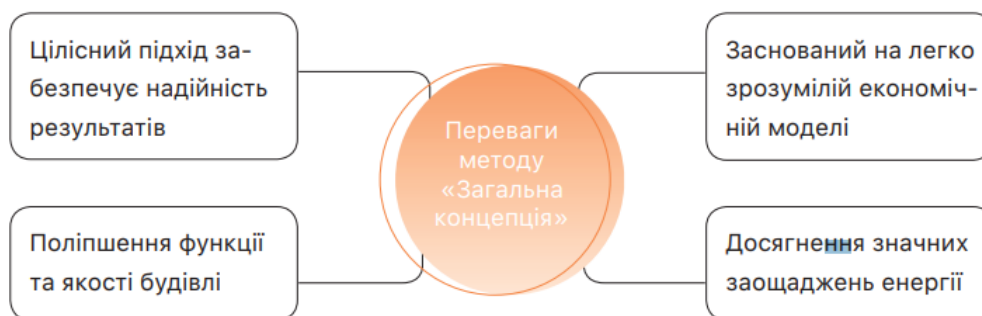 Цілісний підхід за-
безпечує надійність
результатів
Поліпшення функції
та якості будівлі
Переваги
методу
«Загальна
концепція»
Заснований на легко
зрозумілій економіч-
ній моделі
Досягнення значних
заощаджень енергії